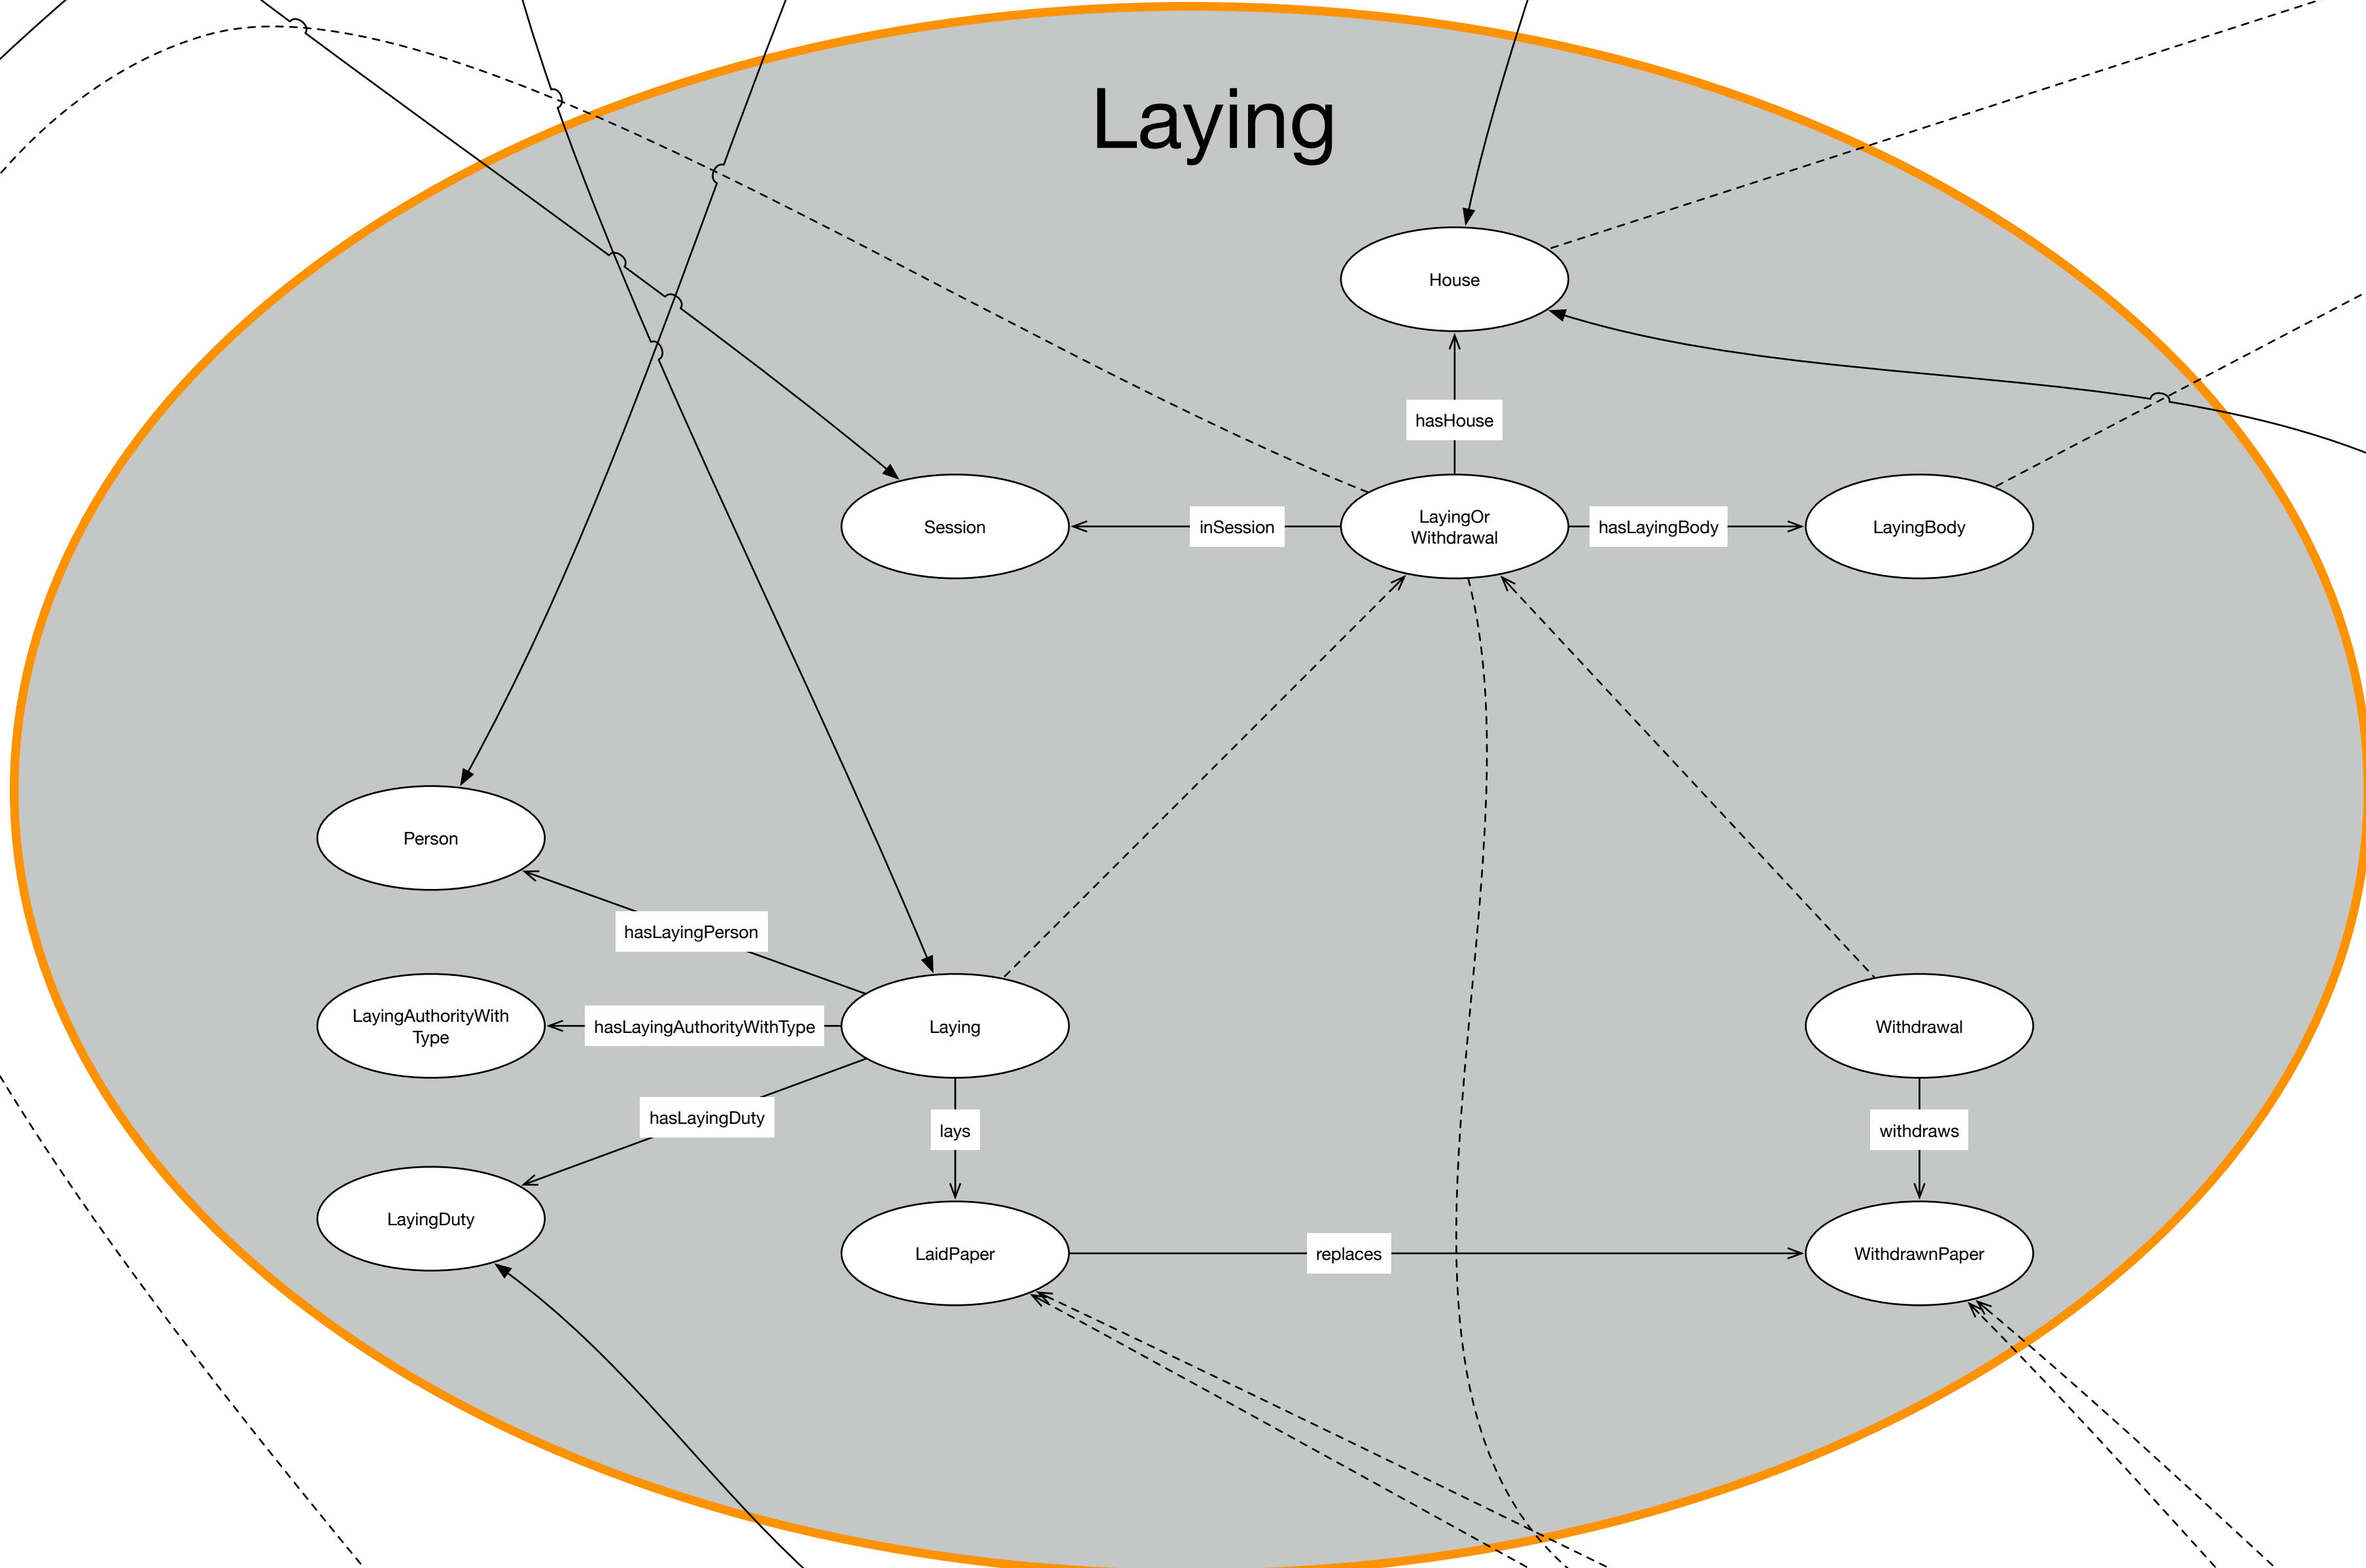 Laying
House
hasHouse
Session
inSession
LayingOr
Withdrawal
hasLayingBody
LayingBody
Person
hasLayingPerson
LayingAuthorityWith
Type
hasLayingAuthorityWithType
Laying
Withdrawal
hasLayingDuty
lays
withdraws
LayingDuty
LaidPaper
replaces
WithdrawnPaper